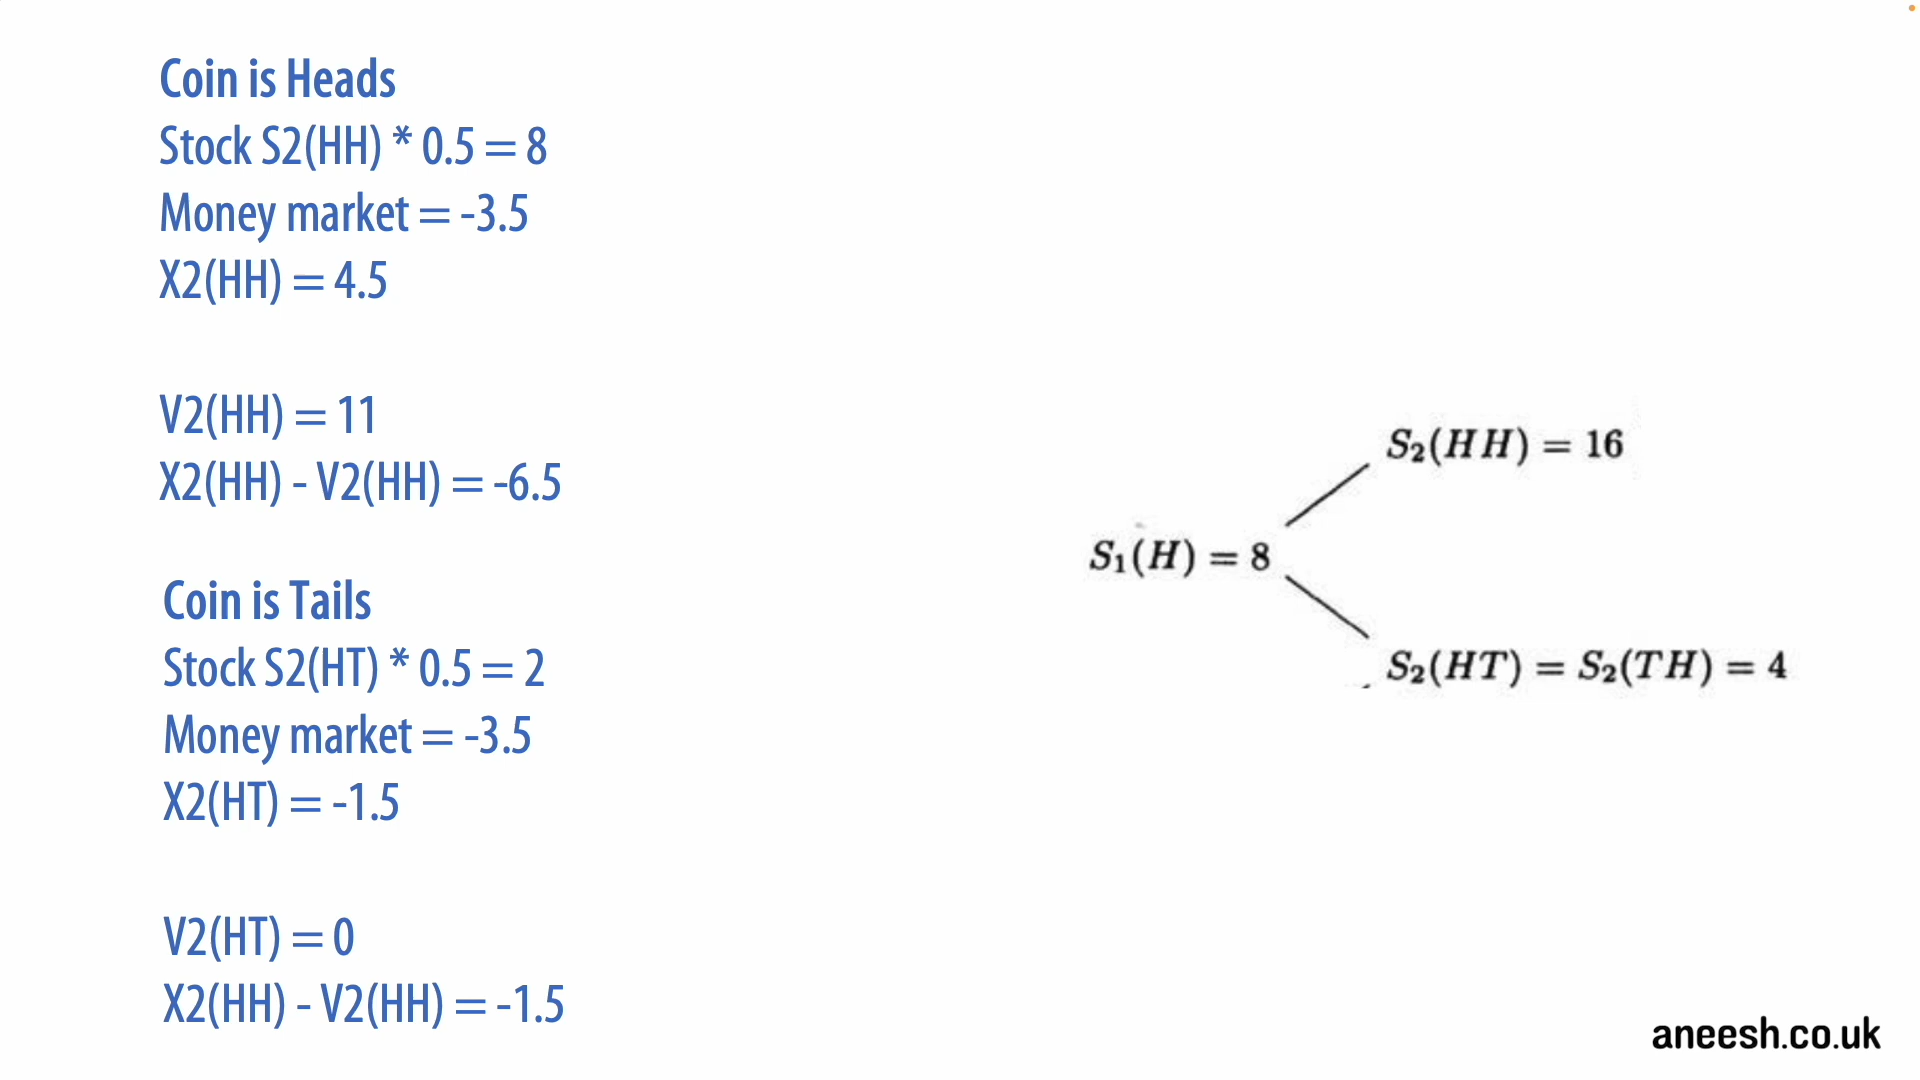 Coin is Heads
Stock S2(HH) * 0.5 = 8
Money market = -3.5
X2(HH) = 4.5
V2(HH) = 11
X2(HH) - V2(HH) = -6.5
Coin is Tails
Stock S2(HT) * 0.5 = 2
Money market = -3.5
X2(HT) = -1.5
V2(HT) = 0
X2(HH) - V2(HH) = -1.5
S₂(HH) = 16
S₁(H) = 8
S₂(HT) = S₂(TH) = 4
aneesh.co.uk